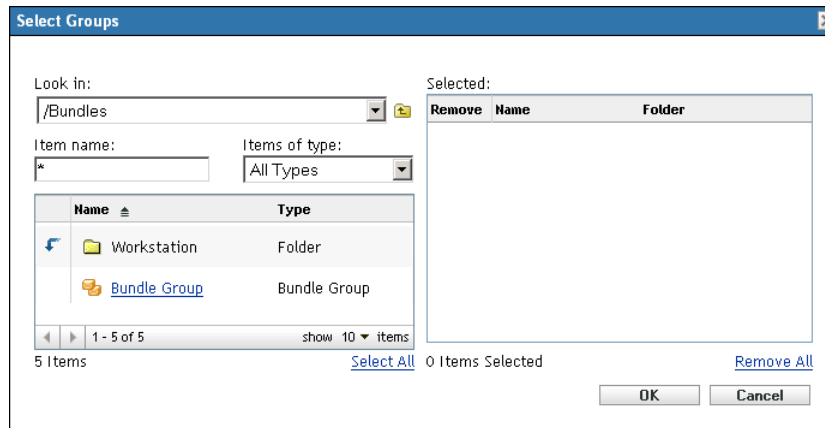 Select Groups
Look in:
/Bundles
Item name:
Items of type:
*
All Types
Name
Type
Workstation
Folder
Bundle Group
Bundle Group
1 - 5 of 5
show 10 items
5 Items
Select All
Selected:
Remove Name Folder
0 Items Selected
Remove All
OK
Cancel